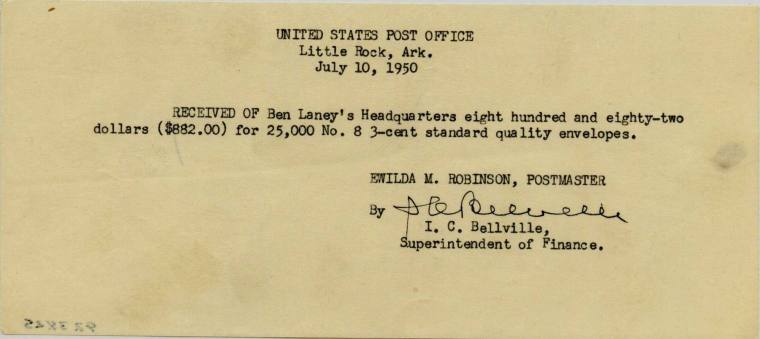 UNITED STATES POST OFFICE
Little Rock, Ark.
July 10, 1950
RECEIVED OF Ben Laney's Headquarters eight hundred and eighty-two
dollars ($882.00) for 25,000 No. 8 3-cent standard quality envelopes.
EWILDA M. ROBINSON, POSTMASTER
By I C Bellville
I. C. Bellville,
Superintendent of Finance.